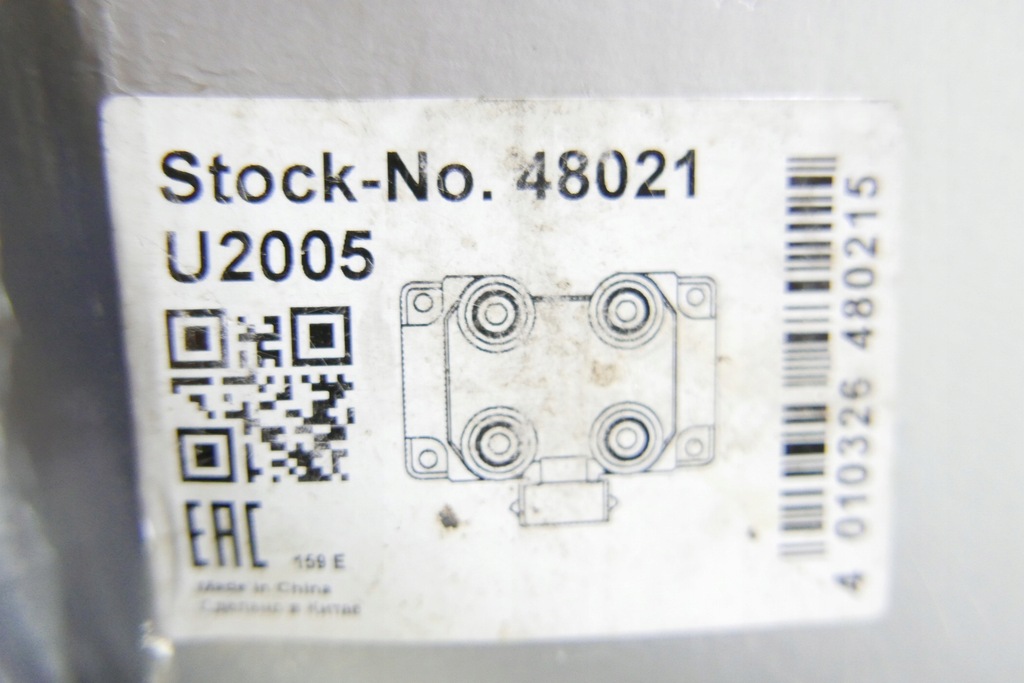 Stock-No. 48021
U2005
EAC
159 E
Made in China
Сделано в Китае
4 010326 480215